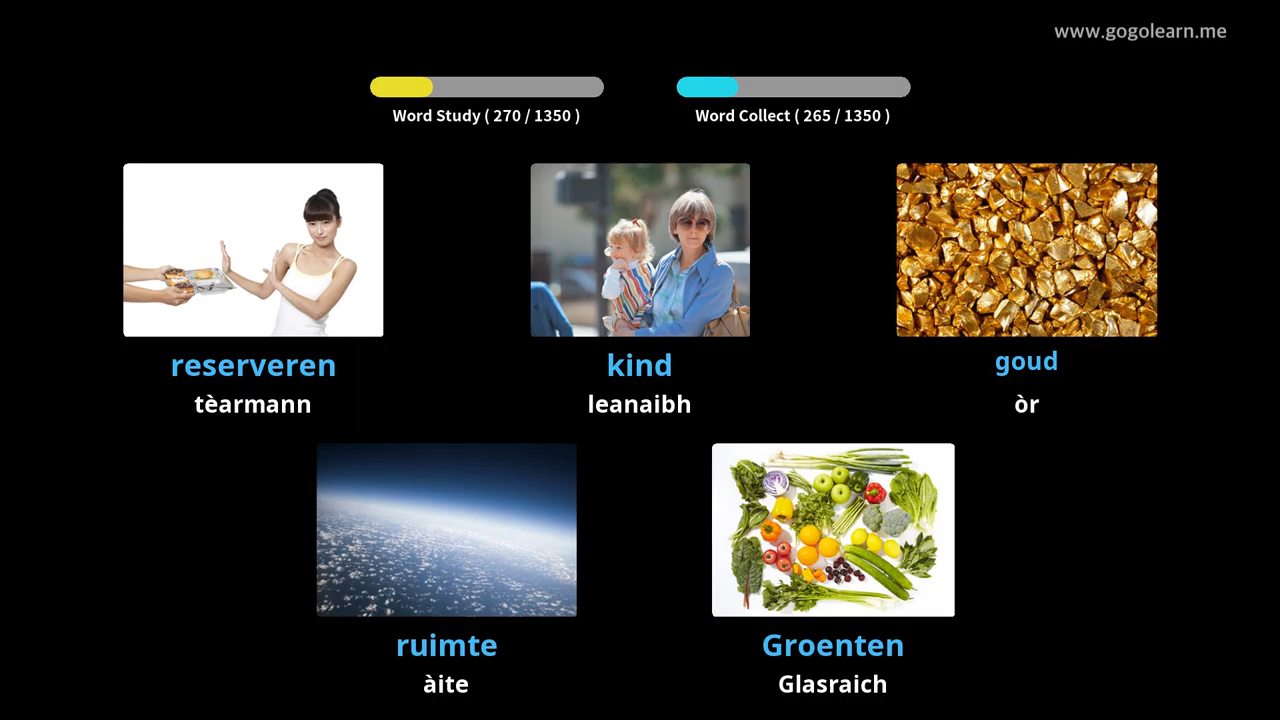 www.gogolearn.me
Word Study ( 270 / 1350 )
Word Collect ( 265 / 1350 )
reserveren
kind
goud
tèarmann
leanaibh
òr
ruimte
Groenten
àite
Glasraich